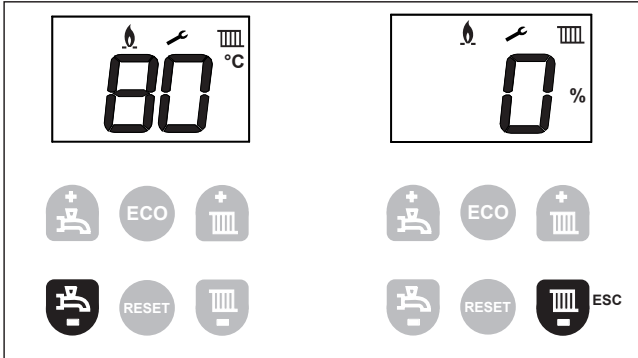 80 °C
0 %
+ ECO +
+ ECO +
- RESET -
- RESET - ESC